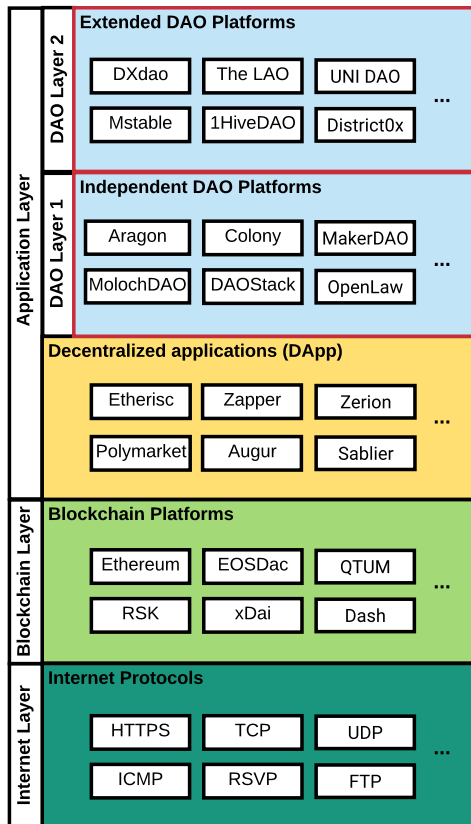 Application Layer
DAO Layer 2
Extended DAO Platforms
DXdao
The LAO
UNI DAO
Mstable
1HiveDAO
District0x
...
DAO Layer 1
Independent DAO Platforms
Aragon
Colony
MakerDAO
MolochDAO
DAOStack
OpenLaw
...
Decentralized applications (DApp)
Etherisc
Zapper
Zerion
Polymarket
Augur
Sablier
...
Blockchain Layer
Blockchain Platforms
Ethereum
EOSDac
QTUM
RSK
xDai
Dash
...
Internet Layer
Internet Protocols
HTTPS
TCP
UDP
ICMP
RSVP
FTP
...